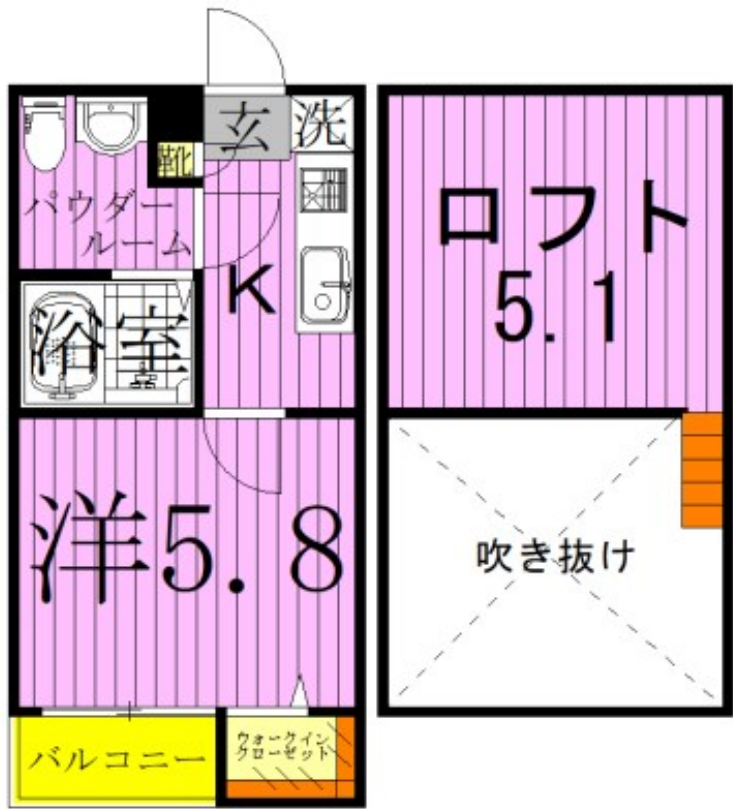 玄
洗
靴
パウダー
ルーム
K
浴室
洋5.8
バルコニー
ウォークイン
クローゼット
ロフト
5.1
吹き抜け